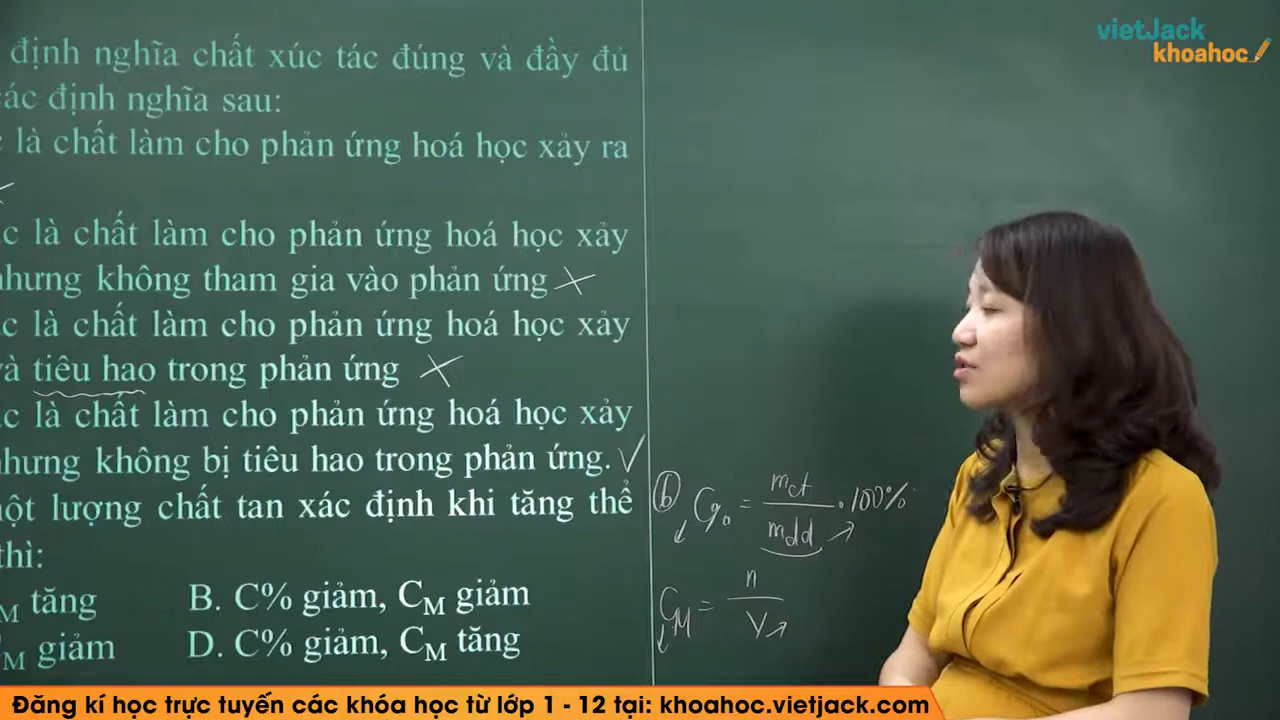 vietJack
khoahoc
định nghĩa chất xúc tác đúng và đầy đủ
các định nghĩa sau:
là chất làm cho phản ứng hoá học xảy ra
là chất làm cho phản ứng hoá học xảy
nhưng không tham gia vào phản ứng
là chất làm cho phản ứng hoá học xảy
và tiêu hao trong phản ứng
là chất làm cho phản ứng hoá học xảy
nhưng không bị tiêu hao trong phản ứng. ✓
lượng chất tan xác định khi tăng thể
thì:
M tăng B. C% giảm, CM giảm
M giảm D. C% giảm, CM tăng
b C% = mct / mdd . 100%
CM = n / V
Đăng kí học trực tuyến các khóa học từ lớp 1 - 12 tại: khoahoc.vietjack.com